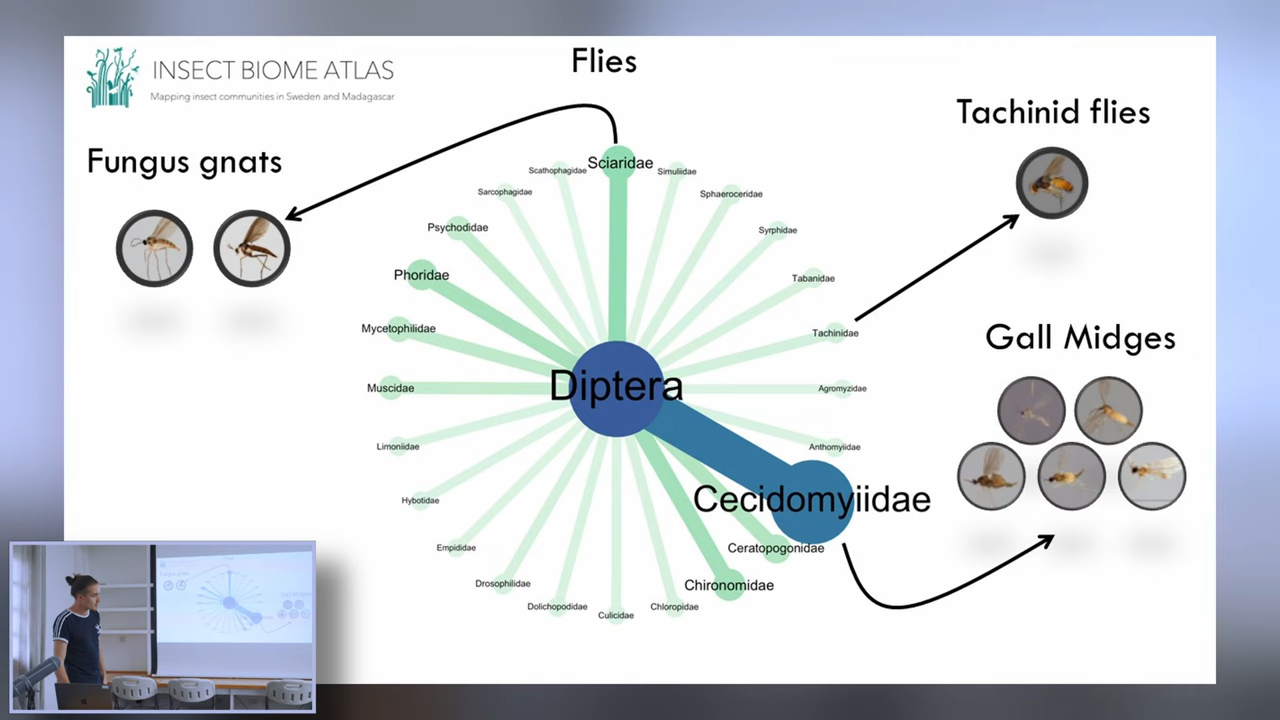 INSECT BIOME ATLAS
Mapping insect communities in Sweden and Madagascar
Flies
Tachinid flies
Fungus gnats
Scathophagidae
Sciaridae
Simuliidae
Sarcophagidae
Sphaeroceridae
Psychodidae
Syrphidae
Phoridae
Tabanidae
Mycetophilidae
Tachinidae
Gall Midges
Muscidae
Diptera
Agromyzidae
Limoniidae
Anthomyiidae
Hybotidae
Cecidomyiidae
Empididae
Ceratopogonidae
Drosophilidae
Chironomidae
Dolichopodidae
Culicidae
Chloropidae